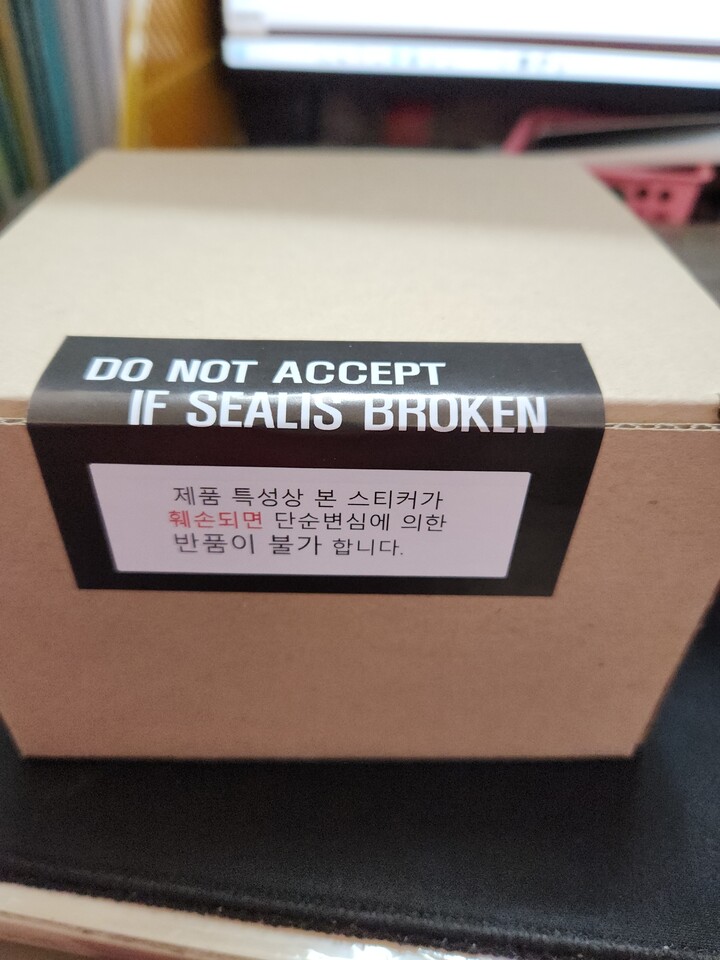 DO NOT ACCEPT
IF SEALIS BROKEN
제품 특성상 본 스티커가
훼손되면 단순변심에 의한
반품이 불가 합니다.